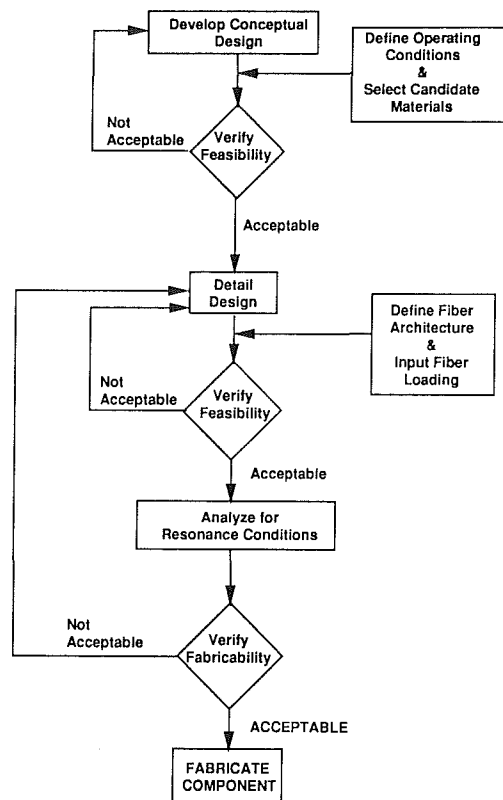 Develop Conceptual
Design
Define Operating
Conditions
&
Select Candidate
Materials
Not
Acceptable
Verify
Feasibility
Acceptable
Detail
Design
Define Fiber
Architecture
&
Input Fiber
Loading
Not
Acceptable
Verify
Feasibility
Acceptable
Analyze for
Resonance Conditions
Not
Acceptable
Verify
Fabricability
ACCEPTABLE
FABRICATE
COMPONENT